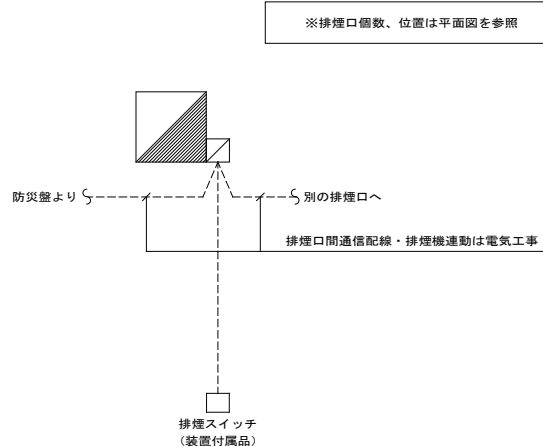 ※排煙口個数、位置は平面図を参照
防災盤より
別の排煙口へ
排煙口間通信配線・排煙機連動は電気工事
排煙スイッチ
(装置付属品)